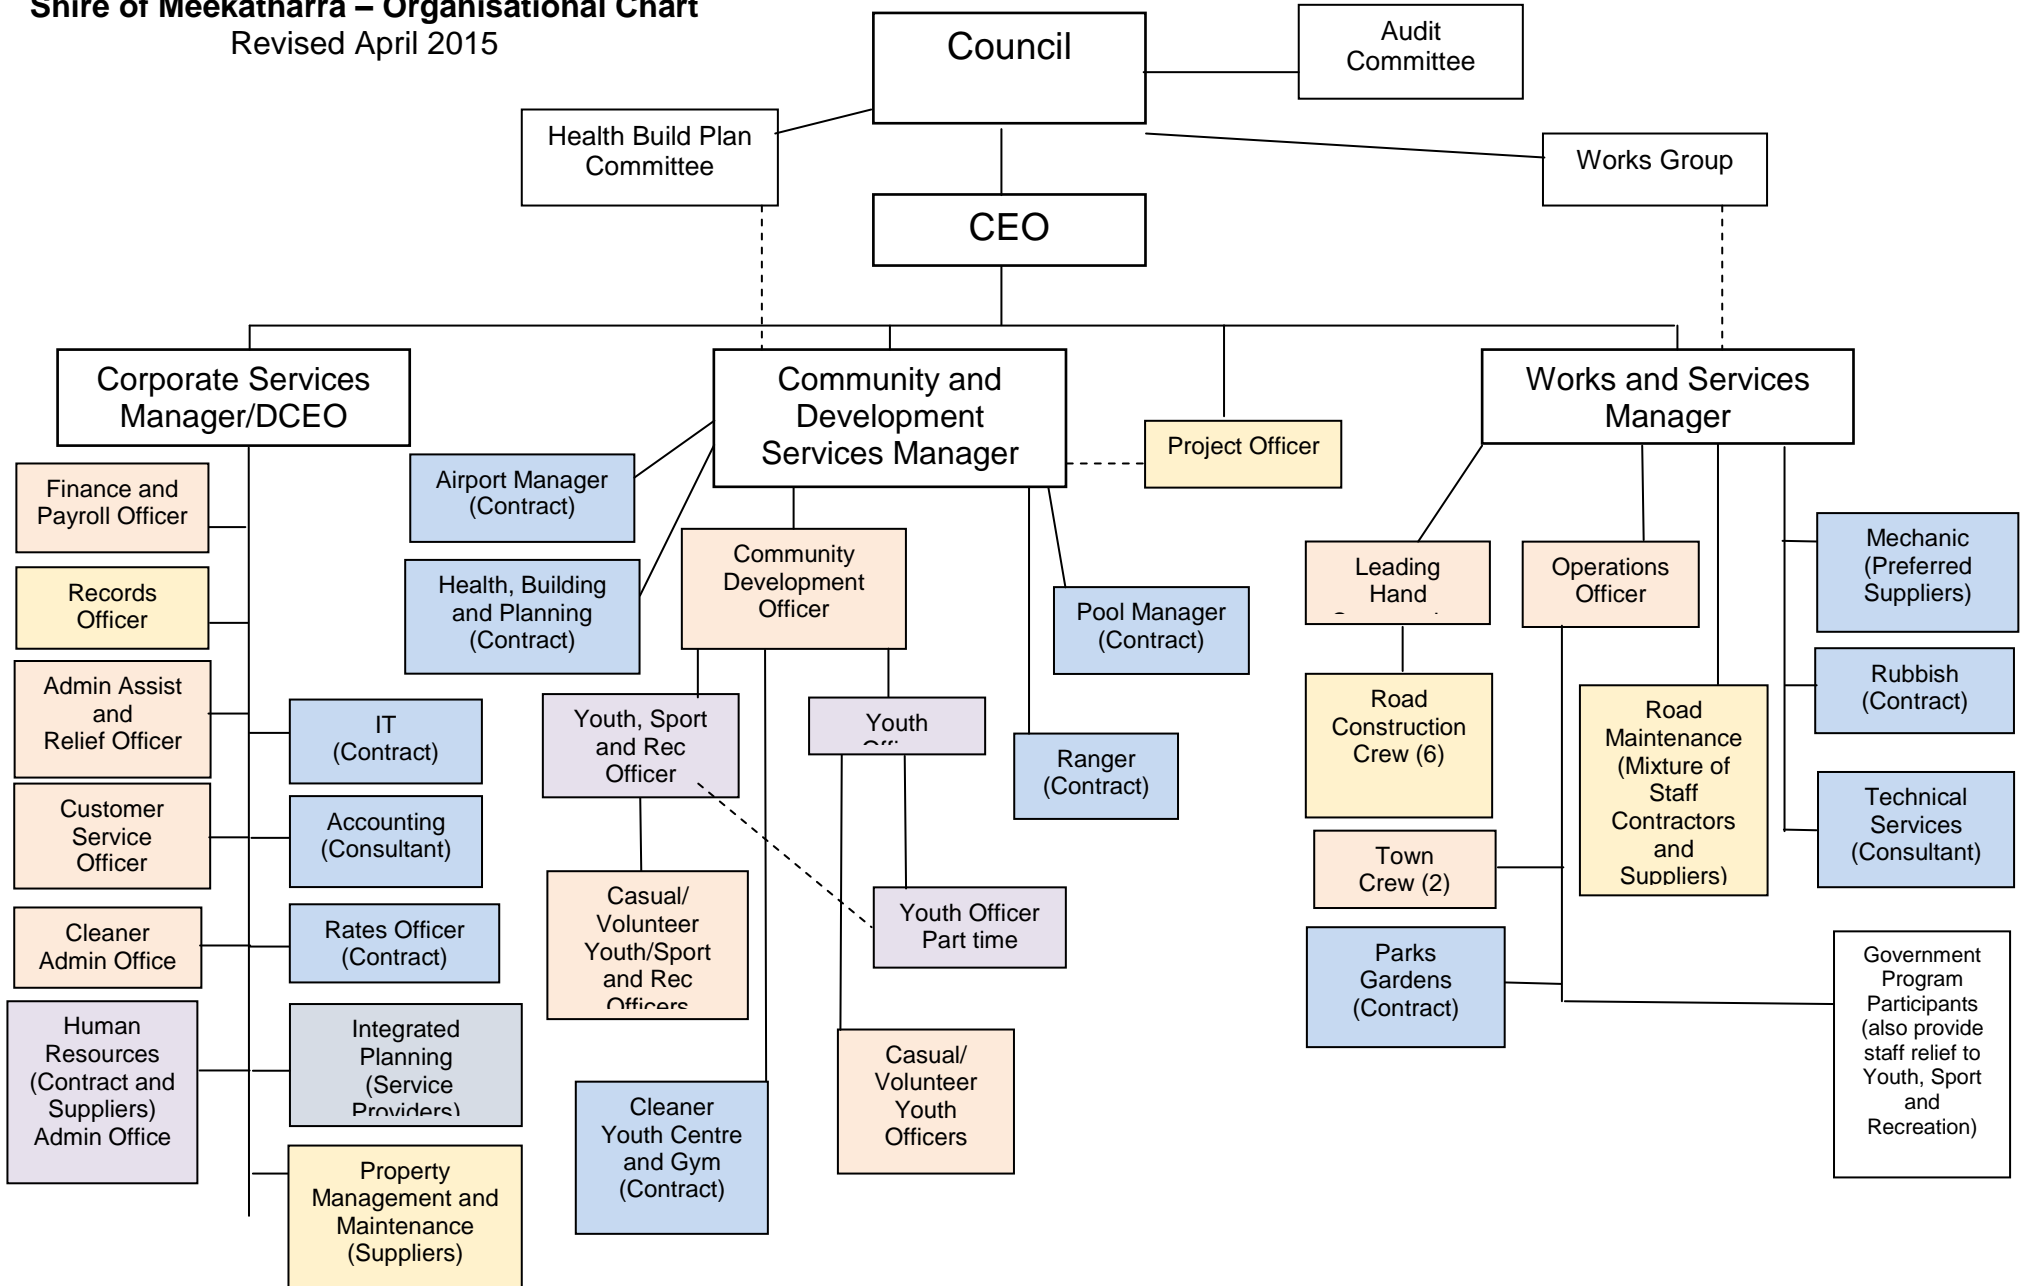 Shire of Meekatharra – Organisational Chart
Revised April 2015
Council
Audit
Committee
Health Build Plan
Committee
Works Group
CEO
Corporate Services
Manager/DCEO
Community and
Development
Services Manager
Works and Services
Manager
Project Officer
Finance and
Payroll Officer
Records
Officer
Admin Assist
and
Relief Officer
Customer
Service
Officer
Cleaner
Admin Office
Human
Resources
(Contract and
Suppliers)
Admin Office
IT
(Contract)
Accounting
(Consultant)
Rates Officer
(Contract)
Integrated
Planning
(Service
Providers)
Property
Management and
Maintenance
(Suppliers)
Airport Manager
(Contract)
Health, Building
and Planning
(Contract)
Community
Development
Officer
Pool Manager
(Contract)
Ranger
(Contract)
Youth, Sport
and Rec
Officer
Youth
Casual/
Volunteer
Youth/Sport
and Rec
Officers
Youth Officer
Part time
Cleaner
Youth Centre
and Gym
(Contract)
Casual/
Volunteer
Youth
Officers
Leading
Hand
Operations
Officer
Road
Construction
Crew (6)
Road
Maintenance
(Mixture of
Staff
Contractors
and
Suppliers)
Town
Crew (2)
Parks
Gardens
(Contract)
Mechanic
(Preferred
Suppliers)
Rubbish
(Contract)
Technical
Services
(Consultant)
Government
Program
Participants
(also provide
staff relief to
Youth, Sport
and
Recreation)